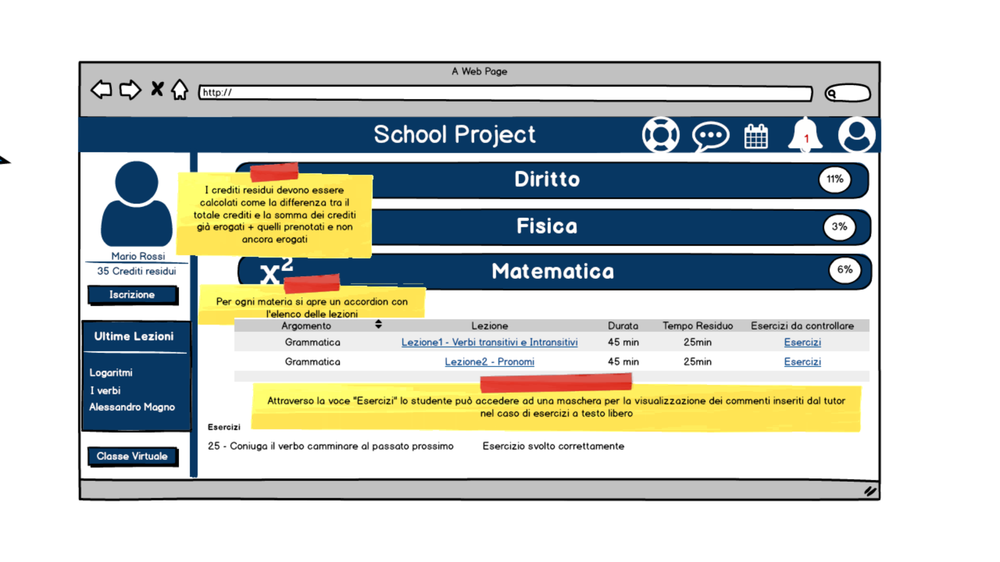 A Web Page
http://
School Project
1
Diritto
11%
I crediti residui devono essere
calcolati come la differenza tra il
totale crediti e la somma dei crediti
già erogati + quelli prenotati e non
ancora erogati
Fisica
3%
Mario Rossi
35 Crediti residui
x²
Matematica
6%
Iscrizione
Per ogni materia si apre un accordion con
l'elenco delle lezioni
Argomento Lezione Durata Tempo Residuo Esercizi da controllare
Grammatica Lezione1 - Verbi transitivi e Intransitivi 45 min 25min Esercizi
Grammatica Lezione2 - Pronomi 45 min 25min Esercizi
Ultime Lezioni
Logaritmi
I verbi
Alessandro Magno
Attraverso la voce "Esercizi" lo studente può accedere ad una maschera per la visualizzazione dei commenti inseriti dal tutor
nel caso di esercizi a testo libero
Esercizi
25 - Coniuga il verbo camminare al passato prossimo Esercizio svolto correttamente
Classe Virtuale